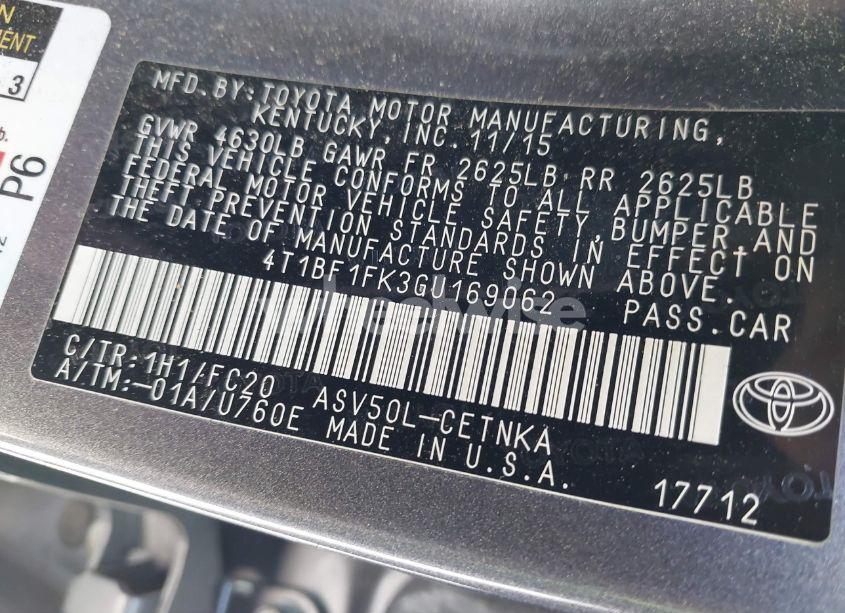 N
EMENT
3
b.
P6
MFD. BY: TOYOTA MOTOR MANUFACTURING,
KENTUCKY, INC. 11/15
GVWR 4630LB GAWR FR 2625LB RR 2625LB
THIS VEHICLE CONFORMS TO ALL APPLICABLE
FEDERAL MOTOR VEHICLE SAFETY, BUMPER, AND
THEFT PREVENTION STANDARDS IN EFFECT ON
THE DATE OF MANUFACTURE SHOWN ABOVE.
4T1BF1FK3GU169062 PASS. CAR
C/TR: 1H1/FC20 ASV50L-CETNKA
A/TM: -01A/U760E MADE IN U.S.A.
17712